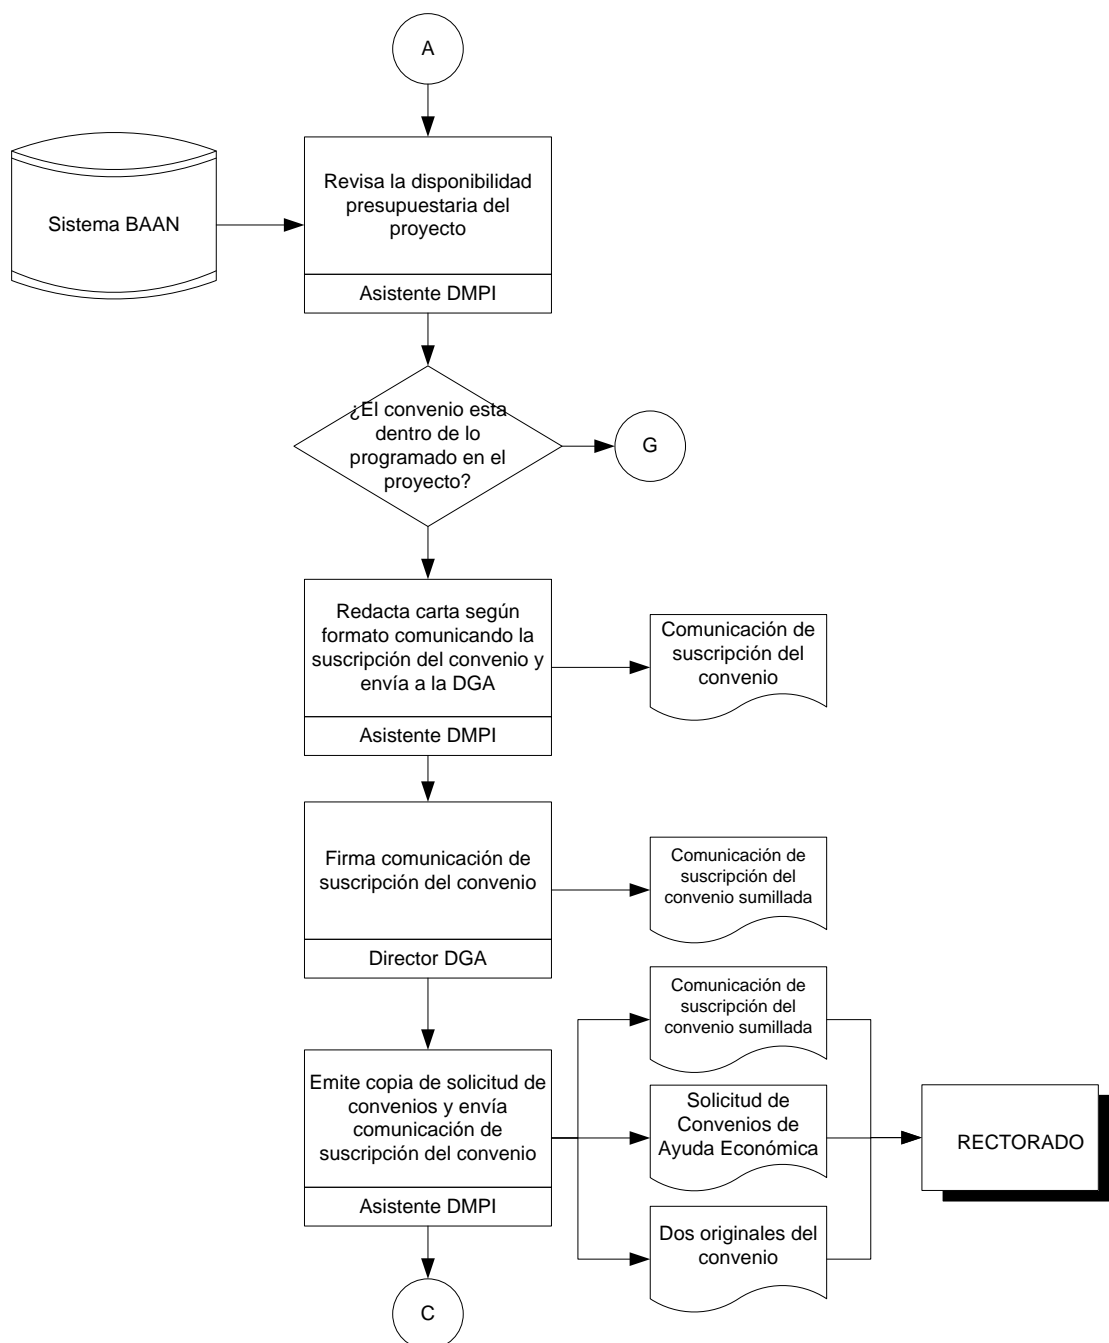 A
Sistema BAAN
Revisa la disponibilidad
presupuestaria del
proyecto
Asistente DMPI
¿El convenio esta
dentro de lo
programado en el
proyecto?
G
Redacta carta según
formato comunicando la
suscripción del convenio y
envía a la DGA
Asistente DMPI
Comunicación de
suscripción del
convenio
Firma comunicación de
suscripción del convenio
Director DGA
Comunicación de
suscripción del
convenio sumillada
Emite copia de solicitud de
convenios y envía
comunicación de
suscripción del convenio
Asistente DMPI
Comunicación de
suscripción del
convenio sumillada
Solicitud de
Convenios de
Ayuda Económica
Dos originales del
convenio
RECTORADO
C